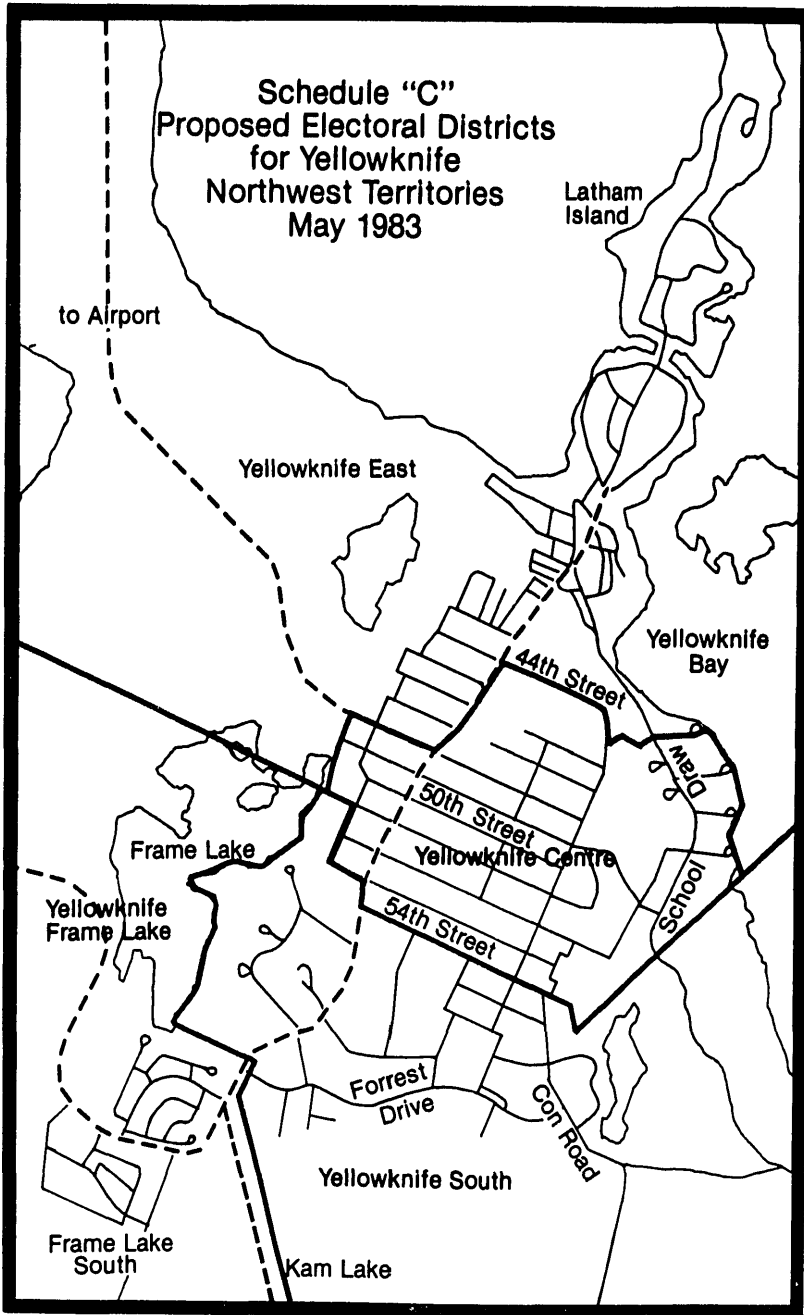 Schedule “C”
Proposed Electoral Districts
for Yellowknife
Northwest Territories
May 1983
Latham
Island
to Airport
Yellowknife East
Yellowknife
Bay
44th Street
Draw
50th Street
Frame Lake
Yellowknife Centre
School
Yellowknife
Frame Lake
54th Street
Forrest
Drive
Con Road
Yellowknife South
Frame Lake
South
Kam Lake